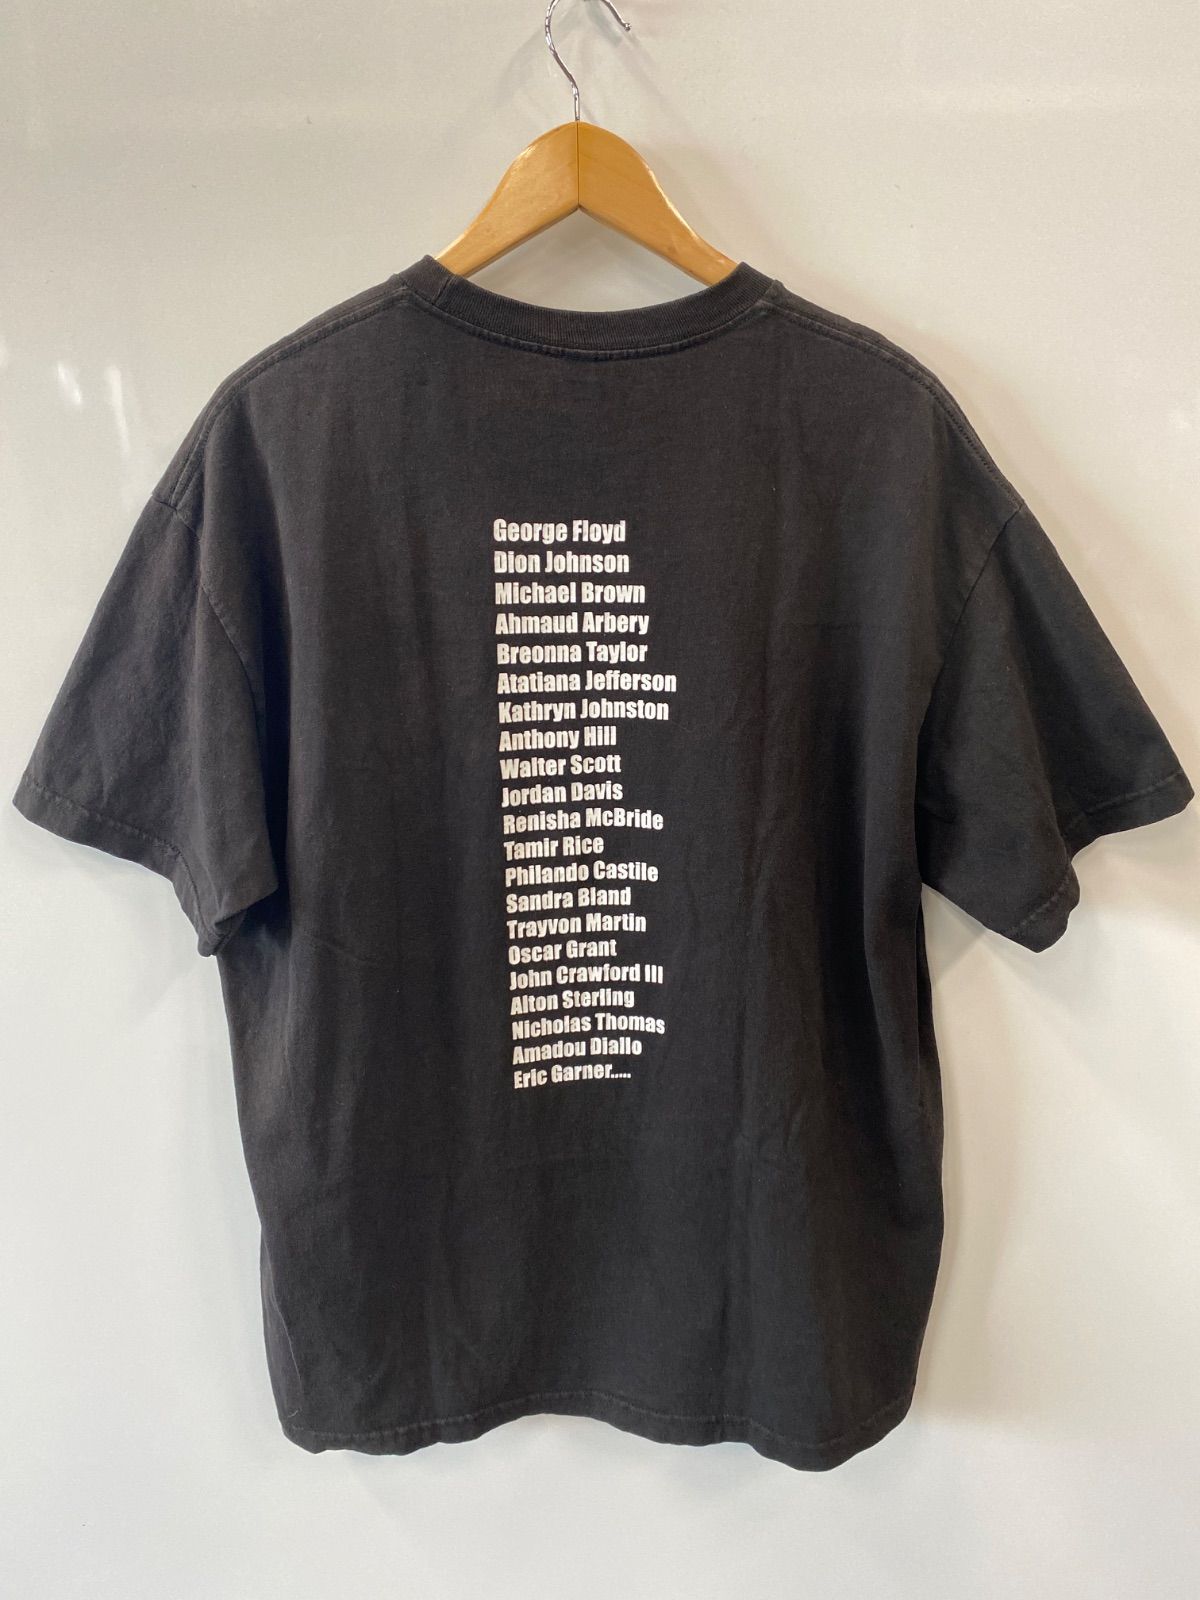 George Floyd
Dion Johnson
Michael Brown
Ahmaud Arbery
Breonna Taylor
Atatiana Jefferson
Kathryn Johnston
Anthony Hill
Walter Scott
Jordan Davis
Renisha McBride
Tamir Rice
Philando Castile
Sandra Bland
Trayvon Martin
Oscar Grant
John Crawford III
Alton Sterling
Nicholas Thomas
Amadou Diallo
Eric Garner.....